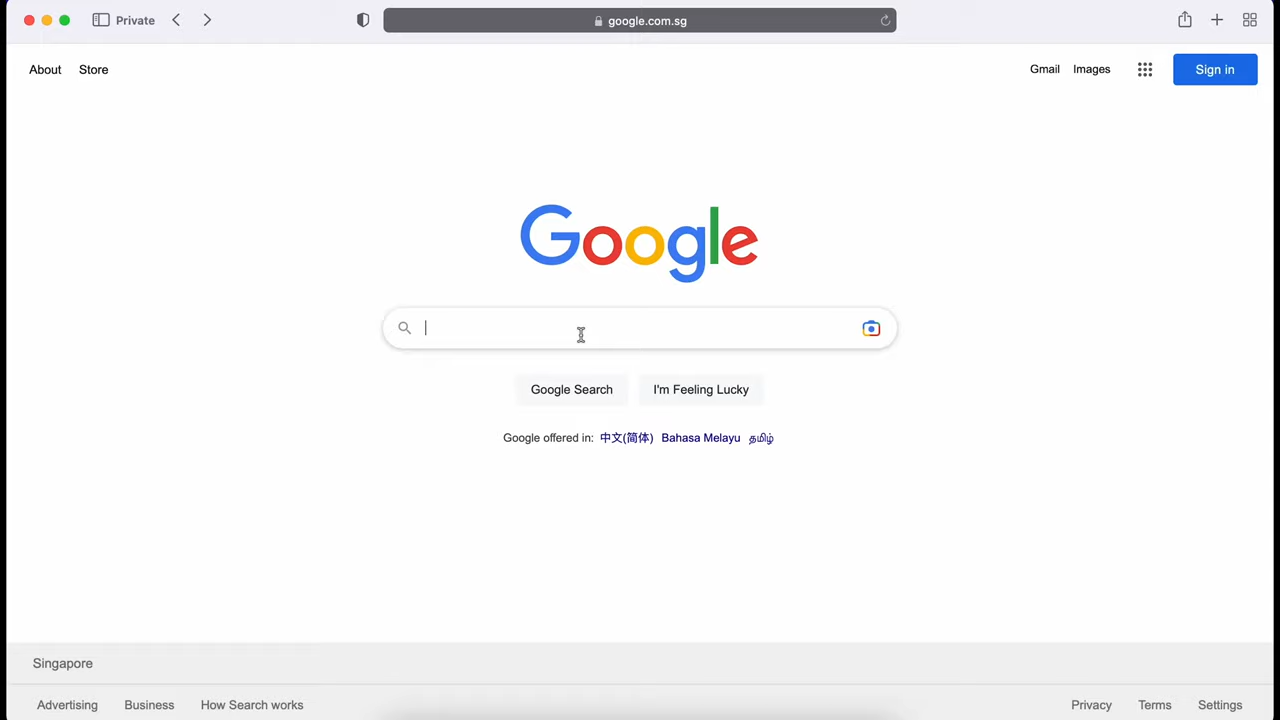 Private
google.com.sg
About Store
Gmail Images Sign in
Google
Google Search I'm Feeling Lucky
Google offered in: 中文(简体) Bahasa Melayu தமிழ்
Singapore
Advertising Business How Search works
Privacy Terms Settings